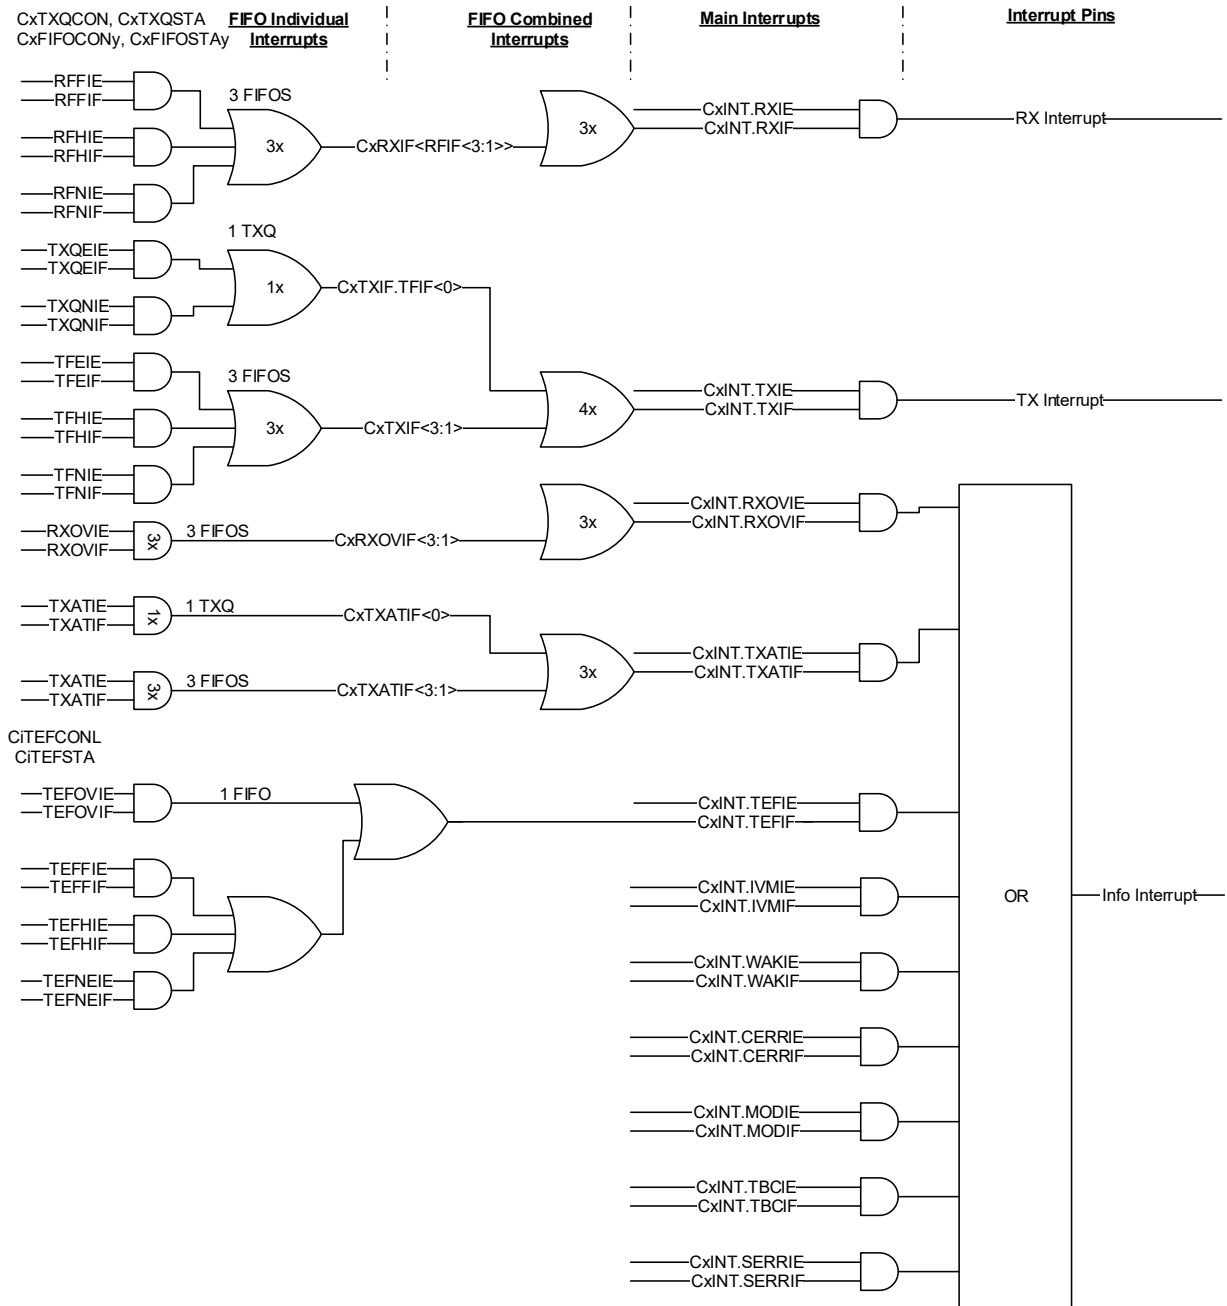 CxTXQCON, CxTXQSTA
CxFIFOCONy, CxFIFOSTAy
FIFO Individual
Interrupts
FIFO Combined
Interrupts
Main Interrupts
Interrupt Pins
RFFIE
RFFIF
3 FIFOS
RFHIE
RFHIF
3x
CxRXIF<RFIF<3:1>>
3x
CxINT.RXIE
CxINT.RXIF
RX Interrupt
RFNIE
RFNIF
1 TXQ
TXQEIE
TXQEIF
1x
CxTXIF.TFIF<0>
TXQNIE
TXQNIF
TFEIE
TFEIF
3 FIFOS
TFHIE
TFHIF
3x
CxTXIF<3:1>
4x
CxINT.TXIE
CxINT.TXIF
TX Interrupt
TFNIE
TFNIF
RXOVIE
RXOVIF
3x
3 FIFOS
CxRXOVIF<3:1>
3x
CxINT.RXOVIE
CxINT.RXOVIF
TXATIE
TXATIF
1x
1 TXQ
CxTXATIF<0>
3x
CxINT.TXATIE
CxINT.TXATIF
TXATIE
TXATIF
3x
3 FIFOS
CxTXATIF<3:1>
CiTEFCONL
CiTEFSTA
TEFOVIE
TEFOVIF
1 FIFO
CxINT.TEFIE
CxINT.TEFIF
TEFFIE
TEFFIF
CxINT.IVMIE
CxINT.IVMIF
OR
Info Interrupt
TEFHIE
TEFHIF
CxINT.WAKIE
CxINT.WAKIF
TEFNEIE
TEFNEIF
CxINT.CERRIE
CxINT.CERRIF
CxINT.MODIE
CxINT.MODIF
CxINT.TBCIE
CxINT.TBCIF
CxINT.SERRIE
CxINT.SERRIF